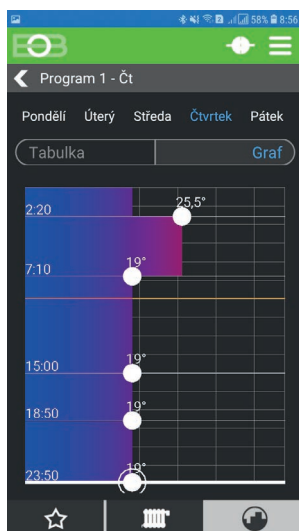 58% 8:56
EOB
Program 1 - Čt
Pondělí Úterý Středa Čtvrtek Pátek
Tabulka Graf
2:20 25,5°
7:10 19°
15:00 19°
18:50 19°
23:50 19°